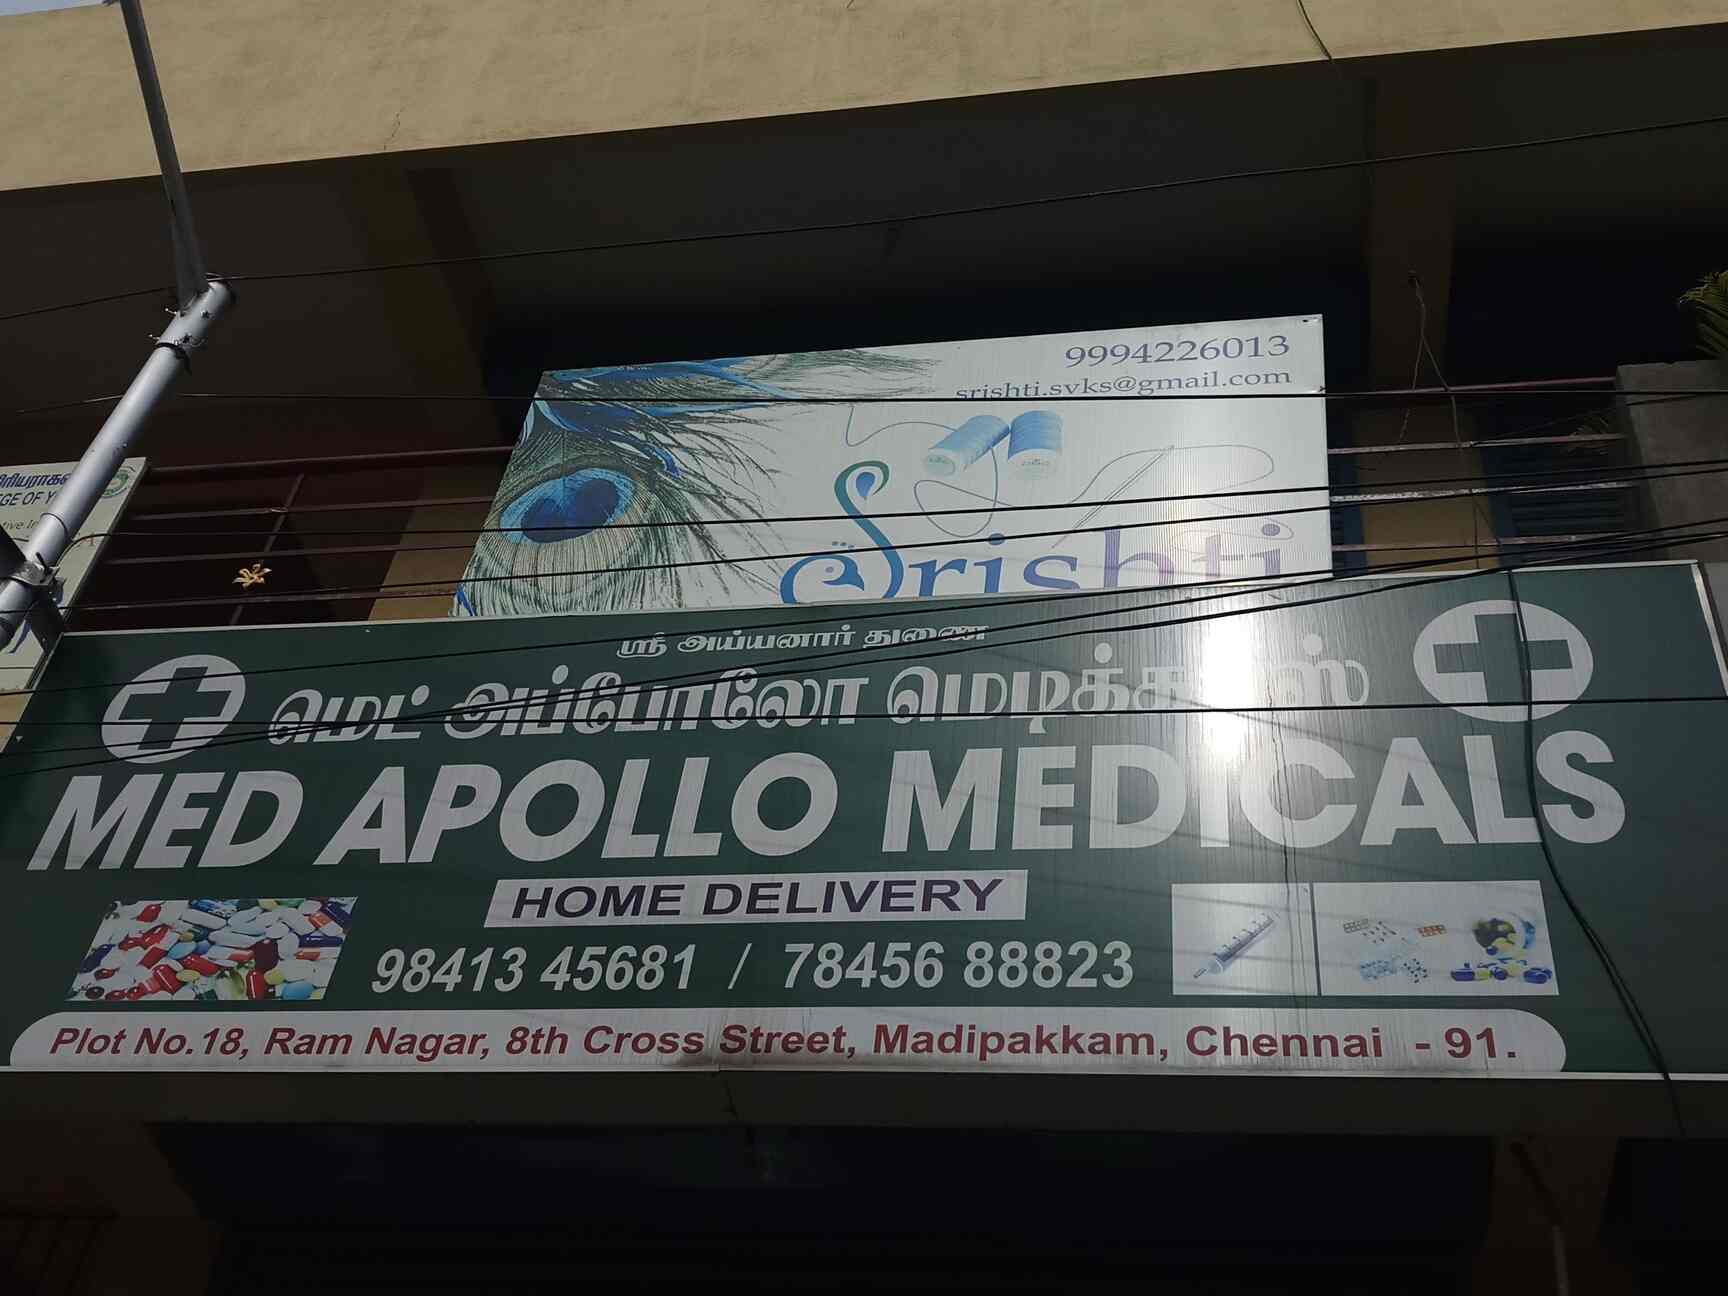 9994226013
srishti.svks@gmail.com
Srishti
ஸ்ரீ அய்யனார் துணை
மெட் அப்போலோ மெடிக்கல்ஸ்
MED APOLLO MEDICALS
HOME DELIVERY
98413 45681 / 78456 88823
Plot No.18, Ram Nagar, 8th Cross Street, Madipakkam, Chennai - 91.